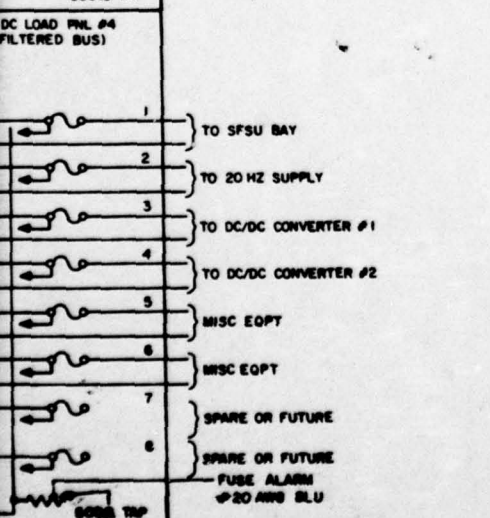 DC LOAD PNL #4
FILTERED BUS)
1
TO SFSU BAY
2
TO 20 HZ SUPPLY
3
TO DC/DC CONVERTER #1
4
TO DC/DC CONVERTER #2
5
MISC EQPT
6
MISC EQPT
7
SPARE OR FUTURE
8
SPARE OR FUTURE
FUSE ALARM
20 AWG BLU
TAP